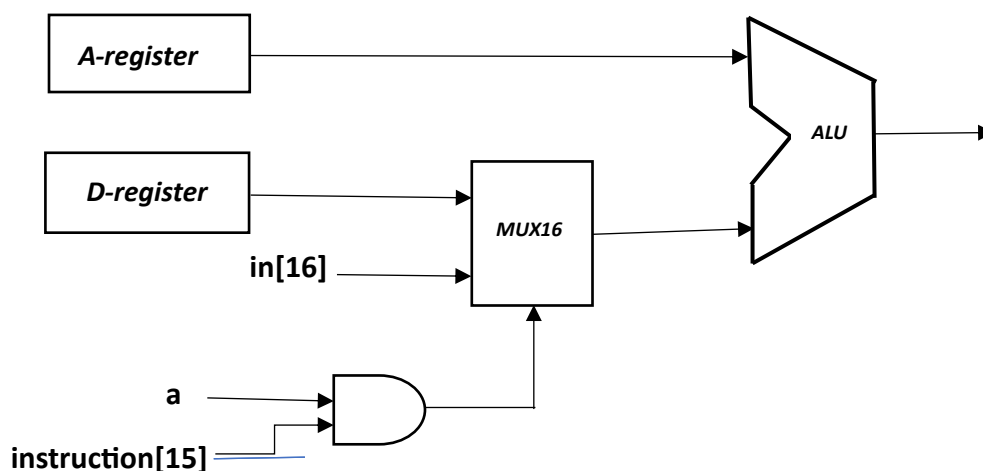 A-register
ALU
D-register
MUX16
in[16]
a
instruction[15]